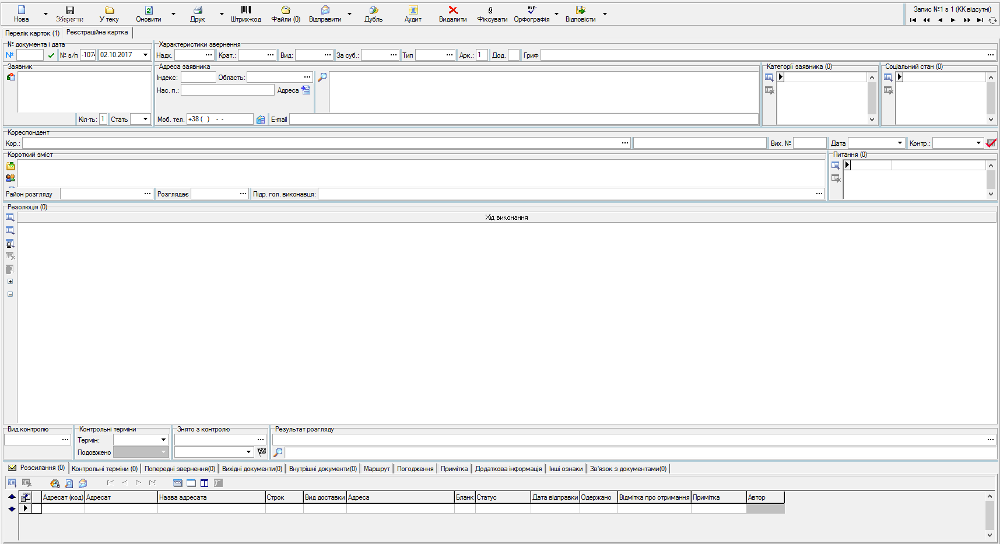 Нова Зберегти У теку Оновити Друк Штрих-код Файли (0) Відправити Дубль Аудит Видалити Фіксувати Орфографія Відповісти Запис №1 з 1 (КК відсутні)
Перелік карток (1) Реєстраційна картка
№ документа і дата Характеристики звернення
№ № з/п -1074 02.10.2017 Надх. Крат.: Вид: За суб.: Тип Арк.: 1 Дод. Гриф
Заявник Адреса заявника Категорії заявника (0) Соціальний стан (0)
Індекс: Область:
Нас. п.: Адреса
Кіл-ть: 1 Стать Моб. тел. +38 ( ) - - E-mail
Кореспондент
Кор.: Вих. № Дата Контр.:
Короткий зміст Питання (0)
Район розгляду Розглядає Підр. гол. виконавця:
Резолюція (0)
Хід виконання
Вид контролю Контрольні терміни Знято з контролю Результат розгляду
Термін:
Подовжено
Розсилання (0) Контрольні терміни (0) Попередні звернення(0) Вихідні документи(0) Внутрішні документи(0) Маршрут Погодження Примітка Додаткова інформація Інші ознаки Зв'язок з документами(0)
Адресат (код) Адресат Назва адресата Строк Вид доставки Адреса Бланк Статус Дата відправки Одержано Відмітка про отримання Примітка Автор